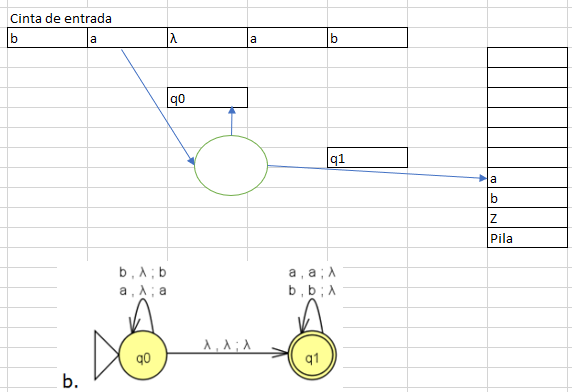 Cinta de entrada
b a λ a b
q0
q1
a
b
Z
Pila
b , λ ; b
a , λ ; a
a , a ; λ
b , b ; λ
λ , λ ; λ
q0
q1
b.